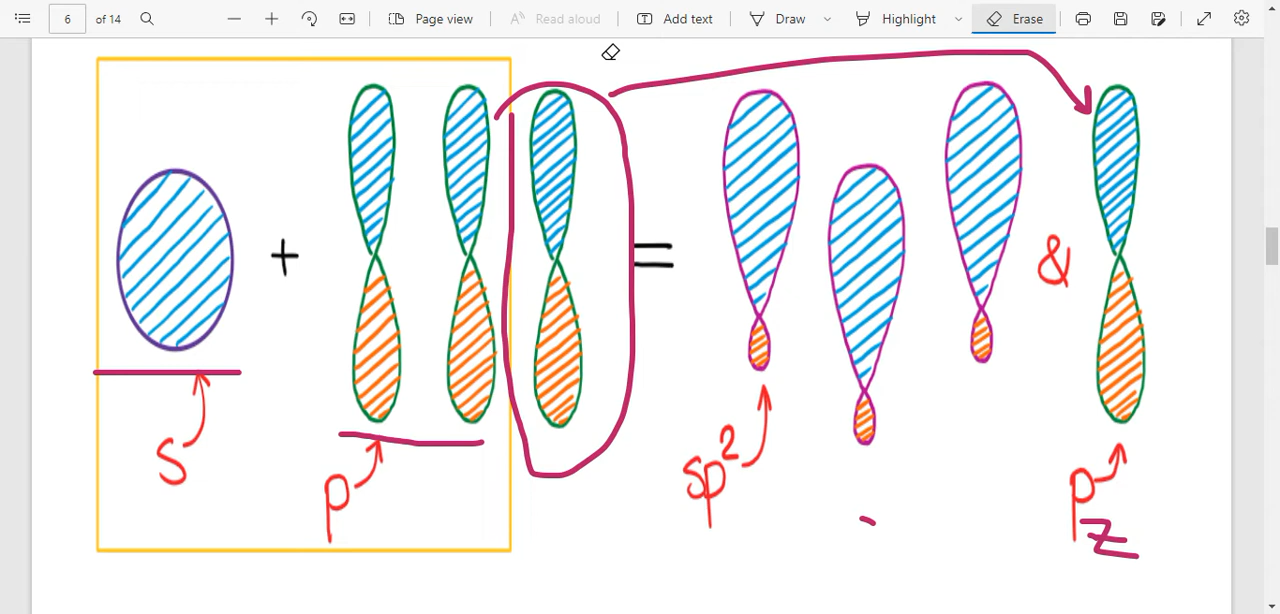 6 of 14 Page view Read aloud Add text Draw Highlight Erase
+ = &
s p sp² p
z